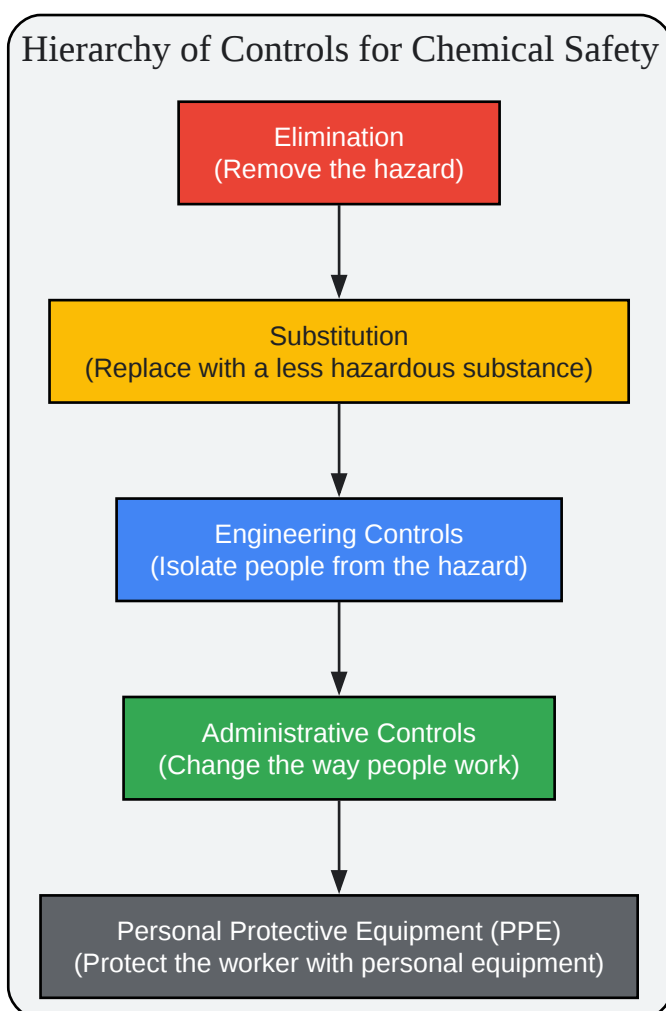 Hierarchy of Controls for Chemical Safety
Elimination
(Remove the hazard)
Substitution
(Replace with a less hazardous substance)
Engineering Controls
(Isolate people from the hazard)
Administrative Controls
(Change the way people work)
Personal Protective Equipment (PPE)
(Protect the worker with personal equipment)